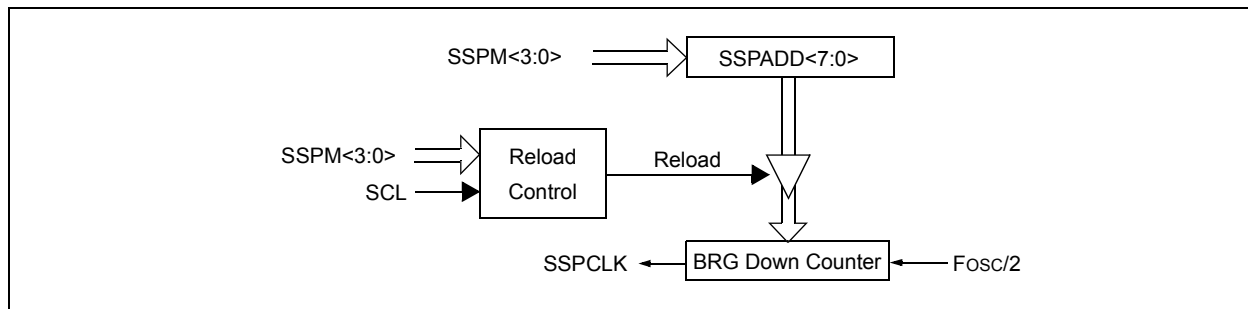 SSPM<3:0>
SSPADD<7:0>
SSPM<3:0>
SCL
Reload
Control
Reload
SSPCLK
BRG Down Counter
FOSC/2